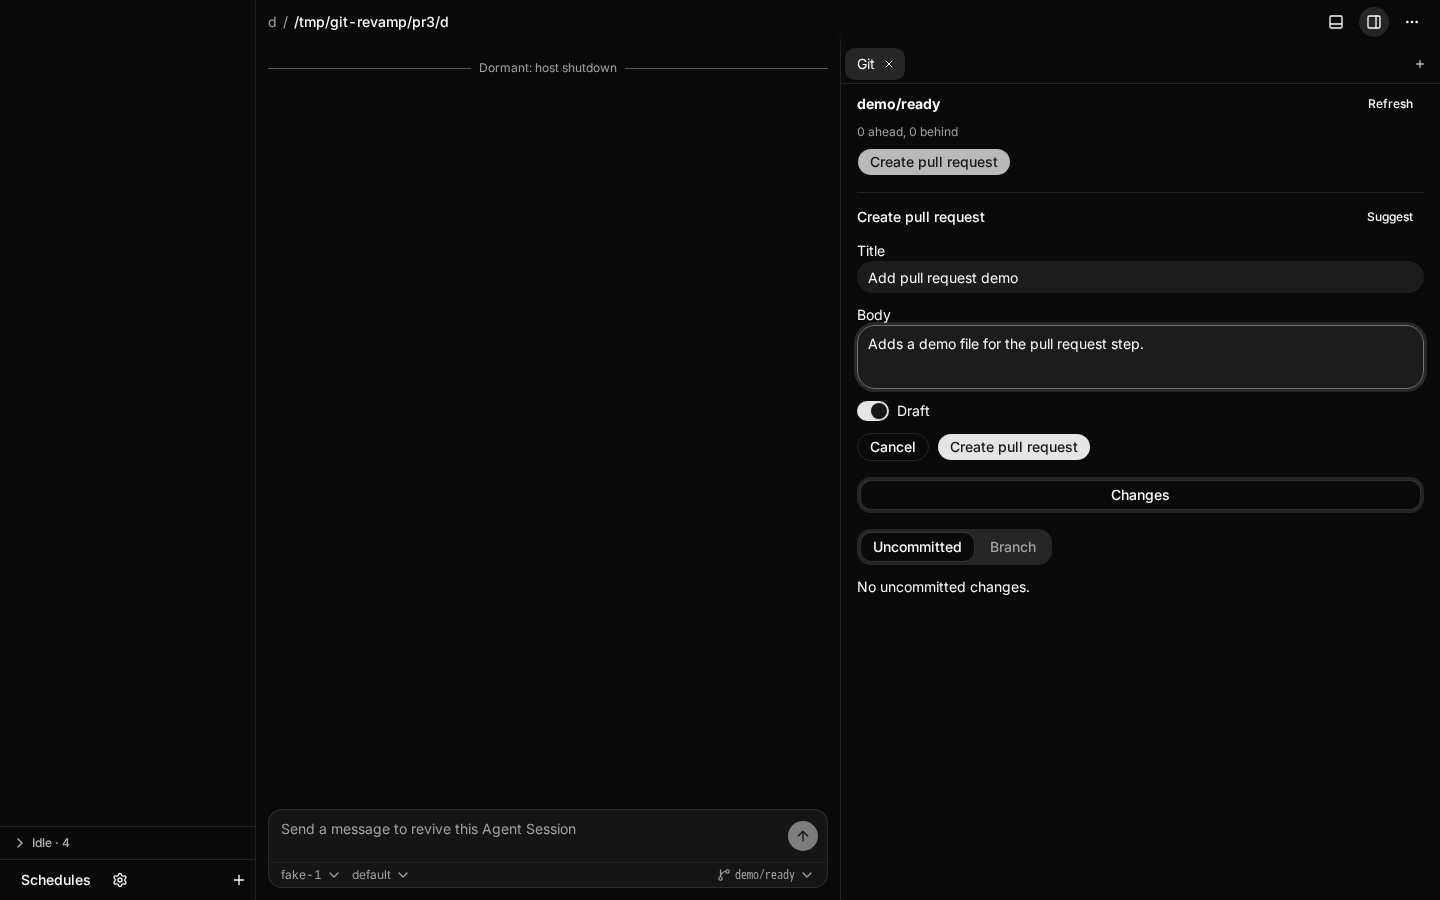 d / /tmp/git-revamp/pr3/d
Dormant: host shutdown
Send a message to revive this Agent Session
fake-1 default demo/ready
Idle · 4
Schedules
Git
demo/ready Refresh
0 ahead, 0 behind
Create pull request
Create pull request Suggest
Title
Add pull request demo
Body
Adds a demo file for the pull request step.
Draft
Cancel Create pull request
Changes
Uncommitted Branch
No uncommitted changes.